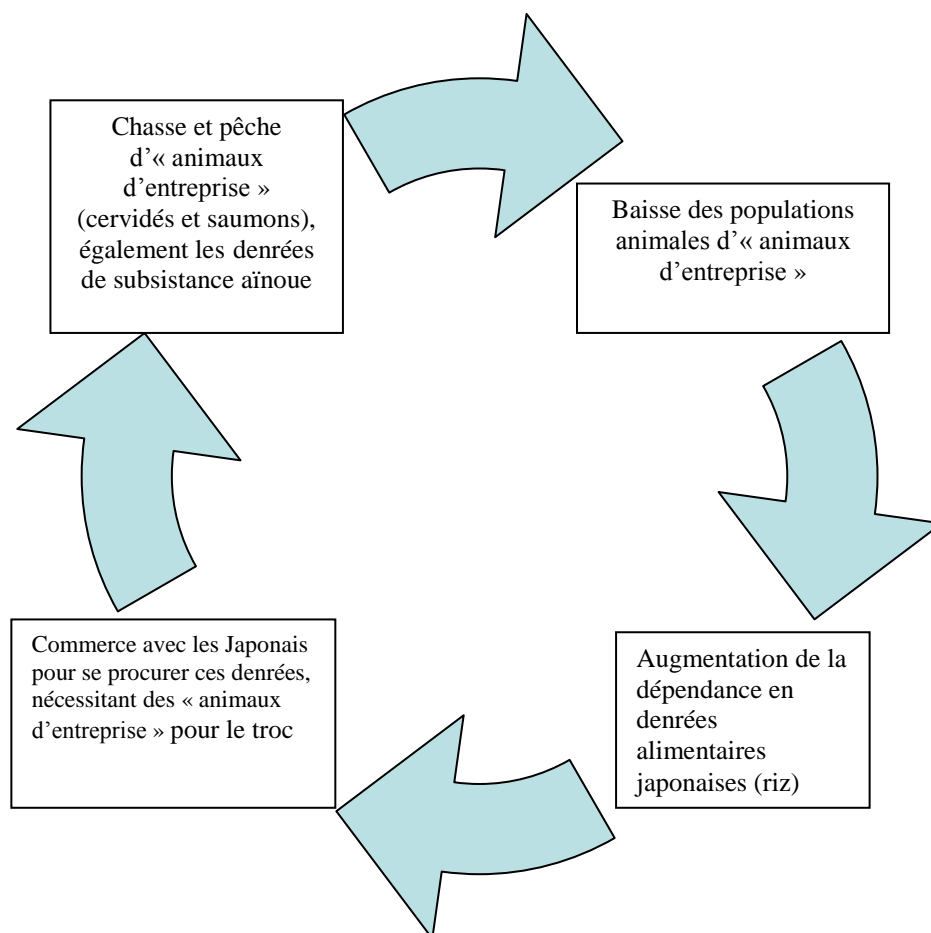 Chasse et pêche
d'« animaux
d'entreprise »
(cervidés et saumons),
également les denrées
de subsistance aïnoue
Baisse des populations
animales d'« animaux
d'entreprise »
Augmentation de la
dépendance en
denrées
alimentaires
japonaises (riz)
Commerce avec les Japonais
pour se procurer ces denrées,
nécessitant des « animaux
d'entreprise » pour le troc